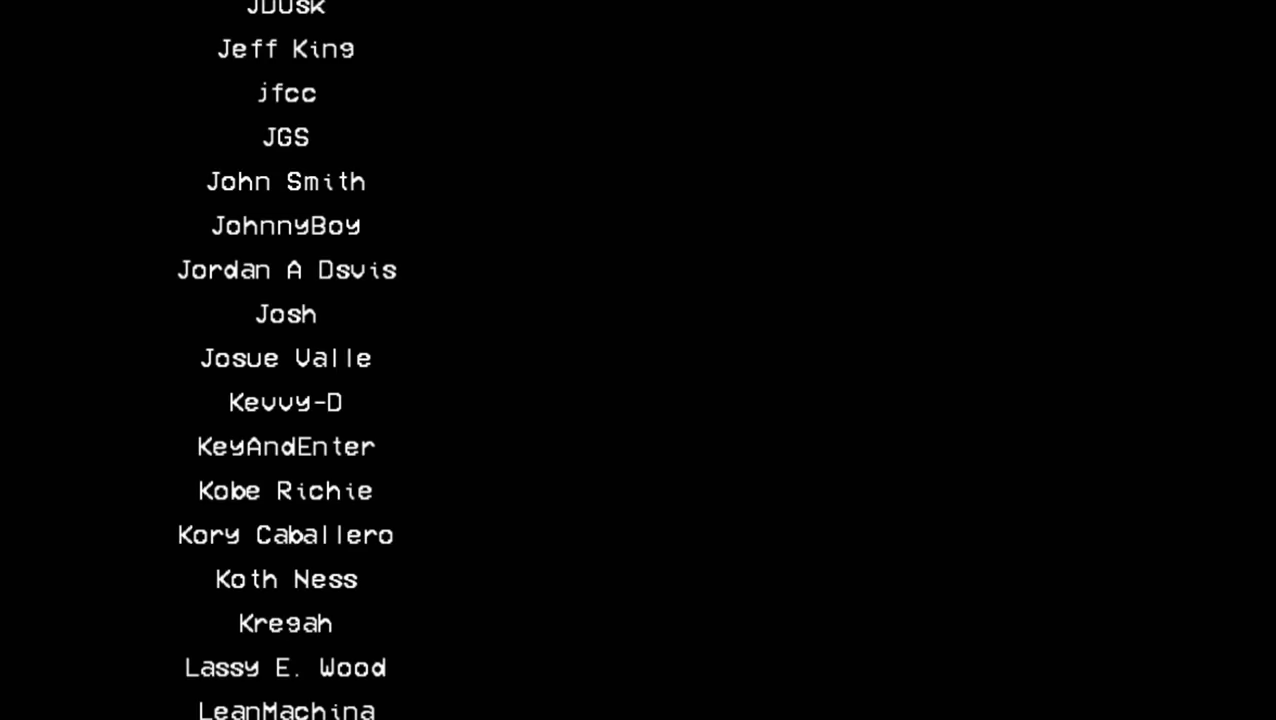 JDUsk
Jeff King
jfcc
JGS
John Smith
JohnnyBoy
Jordan A Dsvis
Josh
Josue Valle
Kevvy-D
KeyAndEnter
Kobe Richie
Kory Caballero
Koth Ness
Kregah
Lassy E. Wood
LeanMachina